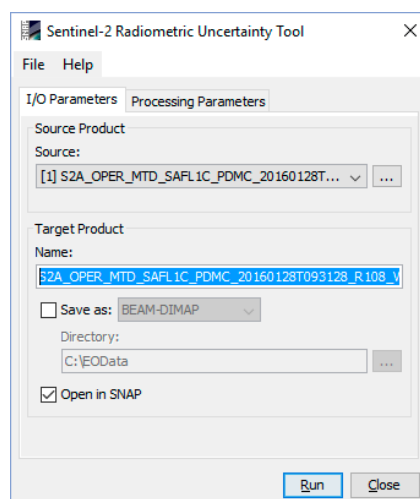 Sentinel-2 Radiometric Uncertainty Tool
File Help
I/O Parameters Processing Parameters
Source Product
Source:
[1] S2A_OPER_MTD_SAFL1C_PDMC_20160128T... ...
Target Product
Name:
S2A_OPER_MTD_SAFL1C_PDMC_20160128T093128_R108_V
Save as: BEAM-DIMAP
Directory:
C:\EOData ...
Open in SNAP
Run Close